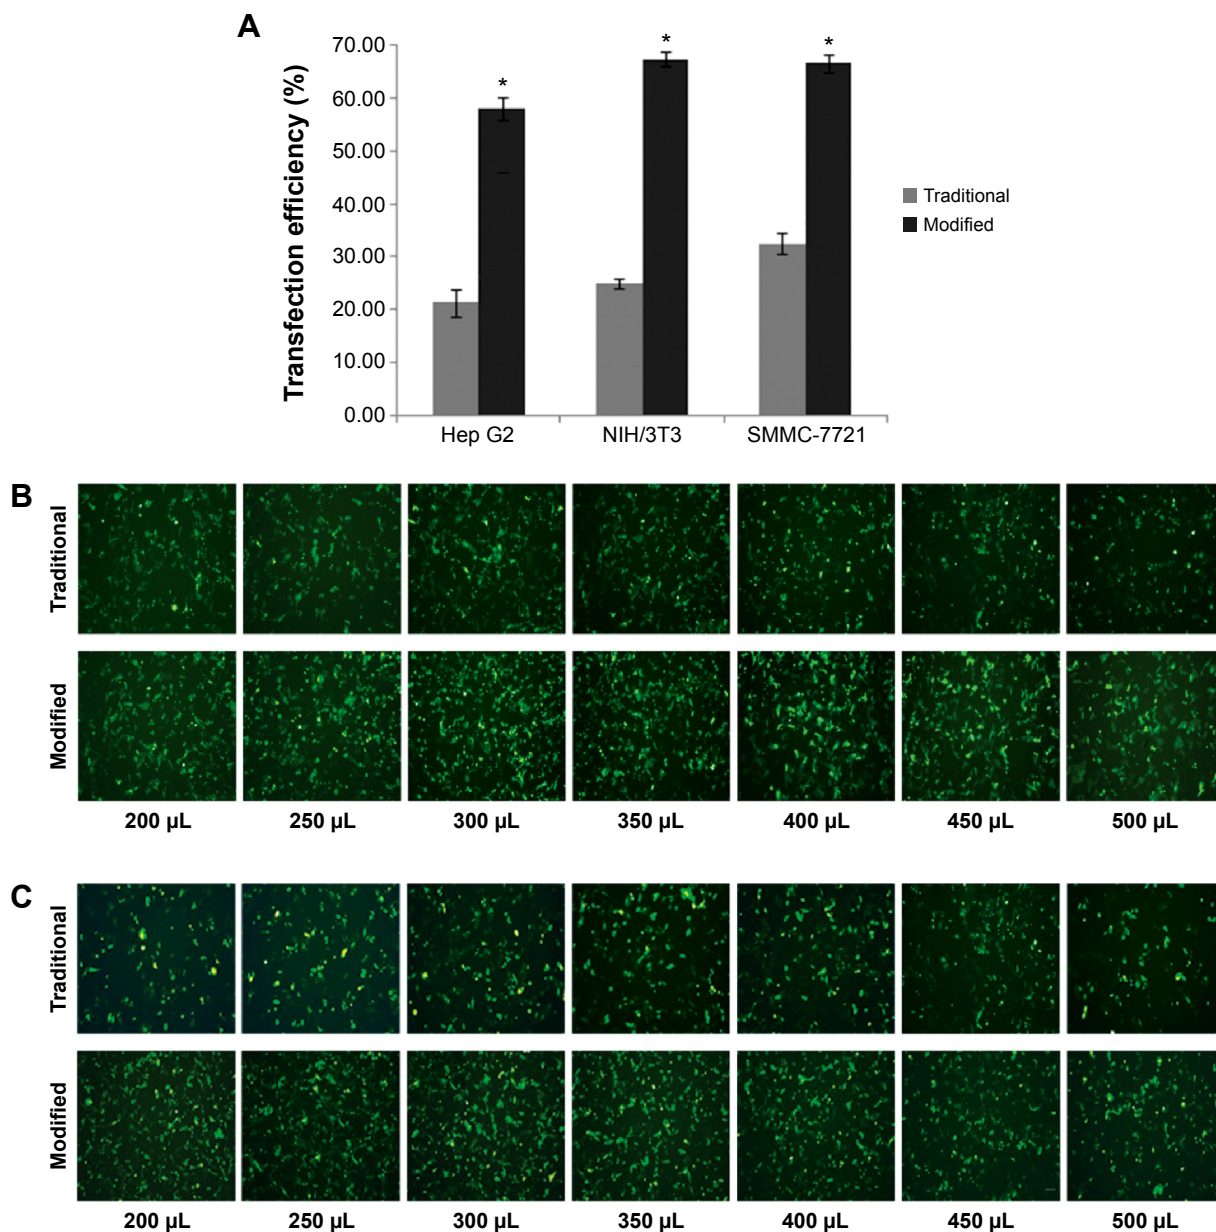 A
Transfection efficiency (%)
70.00
60.00
50.00
40.00
30.00
20.00
10.00
0.00
*
*
*
Hep G2 NIH/3T3 SMMC-7721
Traditional
Modified
B
Traditional
Modified
200 µL 250 µL 300 µL 350 µL 400 µL 450 µL 500 µL
C
Traditional
Modified
200 µL 250 µL 300 µL 350 µL 400 µL 450 µL 500 µL